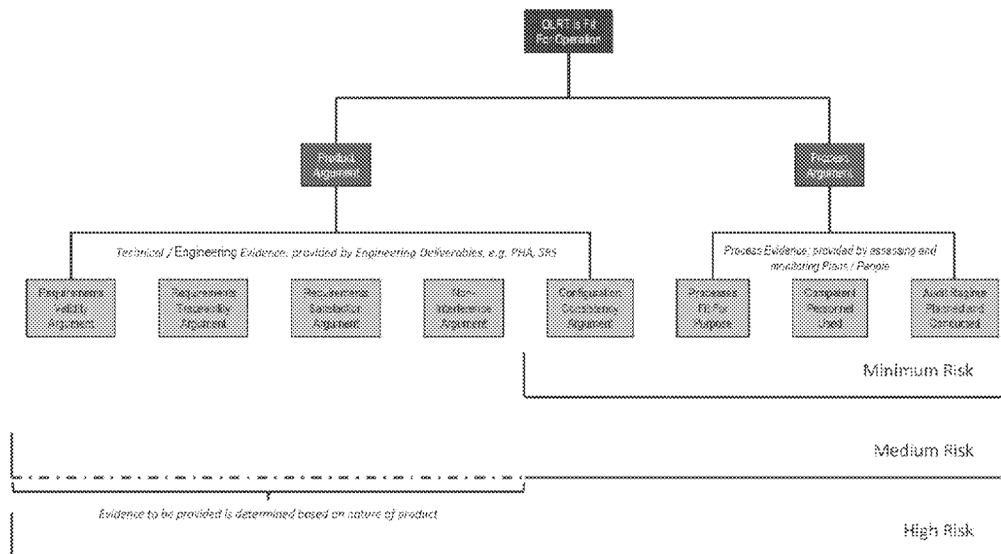 QLRT is Fit
For Operation
Product
Argument
Process
Argument
Technical / Engineering Evidence; provided by Engineering Deliverables, e.g. PHA, SRS
Process Evidence; provided by assessing and
monitoring Plans / People
Requirements
Validity
Argument
Requirements
Traceability
Argument
Requirements
Satisfaction
Argument
Non-
Interference
Argument
Configuration
Consistency
Argument
Processes
Fit For
Purpose
Competent
Personnel
Used
Audit Regime
Planned and
Conducted
Minimum Risk
Medium Risk
Evidence to be provided is determined based on nature of product
High Risk